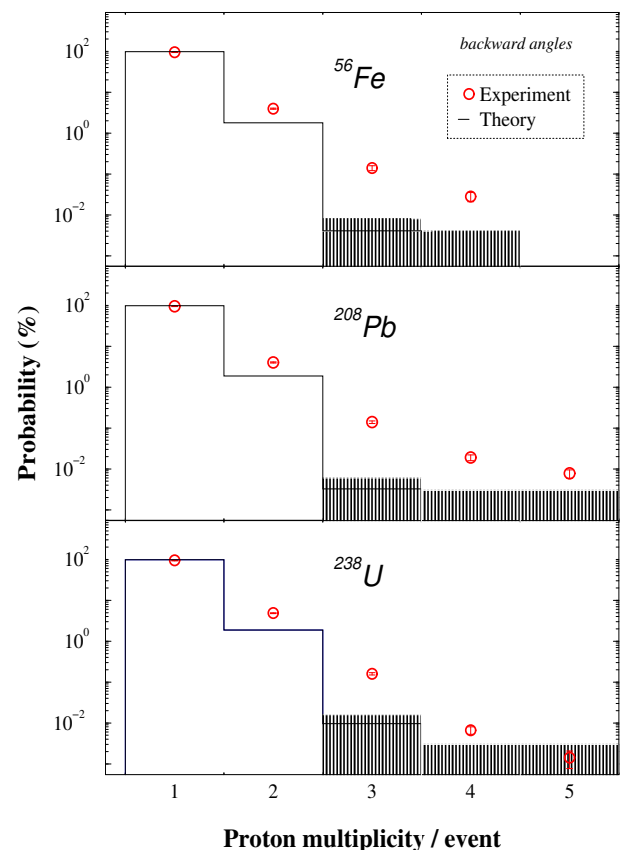 backward angles
56Fe
Experiment
Theory
10^2
10^0
10^-2
208Pb
10^2
10^0
10^-2
238U
10^2
10^0
10^-2
Probability (%)
1 2 3 4 5
Proton multiplicity / event